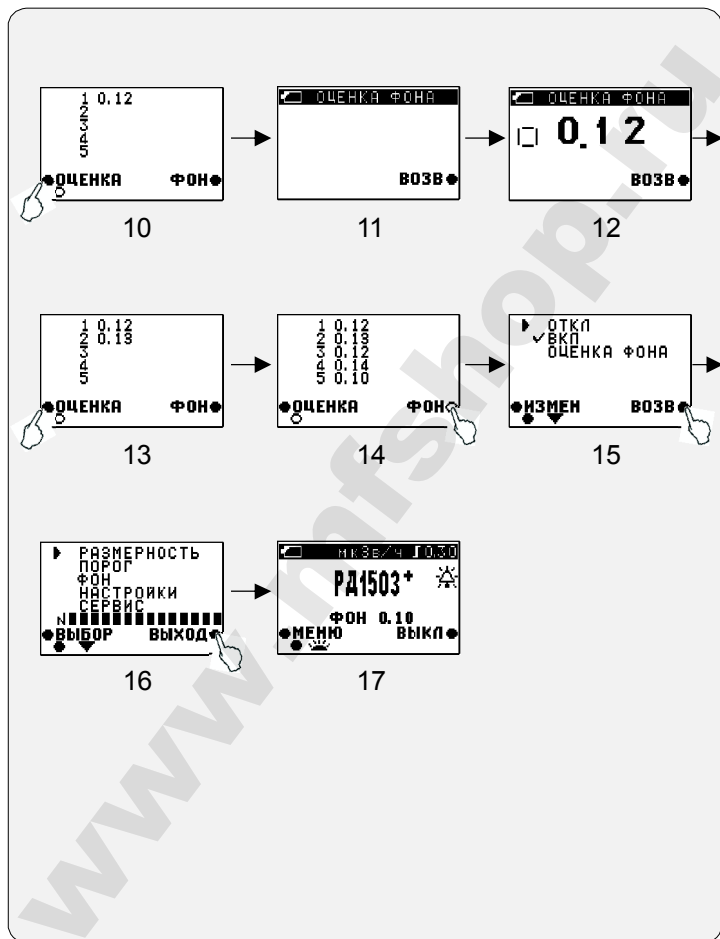 1 0.12
2
3
4
5
ОЦЕНКА ФОН
10
ОЦЕНКА ФОНА
ВОЗВ
11
ОЦЕНКА ФОНА
0.12
ВОЗВ
12
1 0.12
2 0.13
3
4
5
ОЦЕНКА ФОН
13
1 0.12
2 0.13
3 0.12
4 0.14
5 0.10
ОЦЕНКА ФОН
14
ОТКЛ
✓ВКЛ
ОЦЕНКА ФОНА
ИЗМЕН ВОЗВ
15
РАЗМЕРНОСТЬ
ПОРОГ
ФОН
НАСТРОЙКИ
СЕРВИС
N
ВЫБОР ВЫХОД
16
мкЗв/ч 0.30
РД1503+
ФОН 0.10
МЕНЮ ВЫКЛ
17
www.mfshop.ru